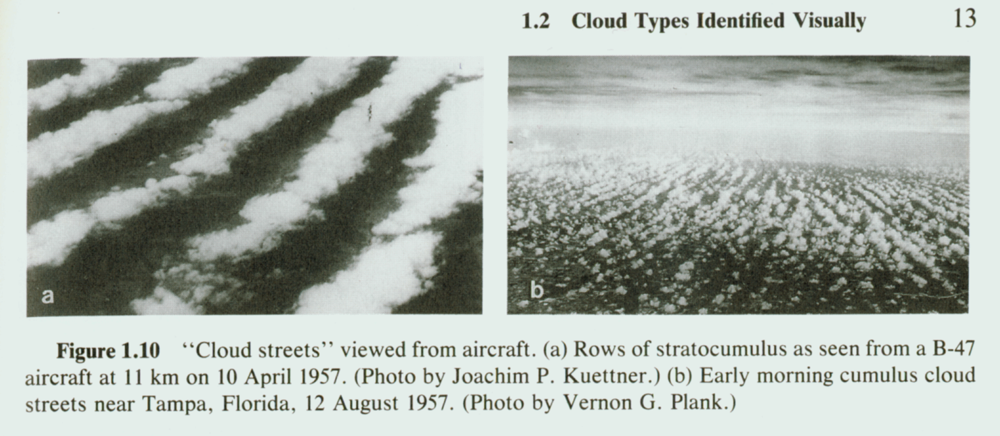 1.2 Cloud Types Identified Visually 13
a
b
Figure 1.10 ‘‘Cloud streets’’ viewed from aircraft. (a) Rows of stratocumulus as seen from a B-47
aircraft at 11 km on 10 April 1957. (Photo by Joachim P. Kuettner.) (b) Early morning cumulus cloud
streets near Tampa, Florida, 12 August 1957. (Photo by Vernon G. Plank.)